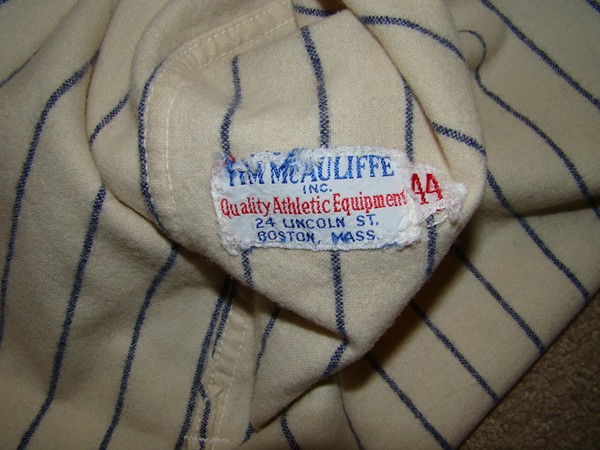 TIM McAULIFFE
INC.
Quality Athletic Equipment 44
24 LINCOLN ST.
BOSTON, MASS.